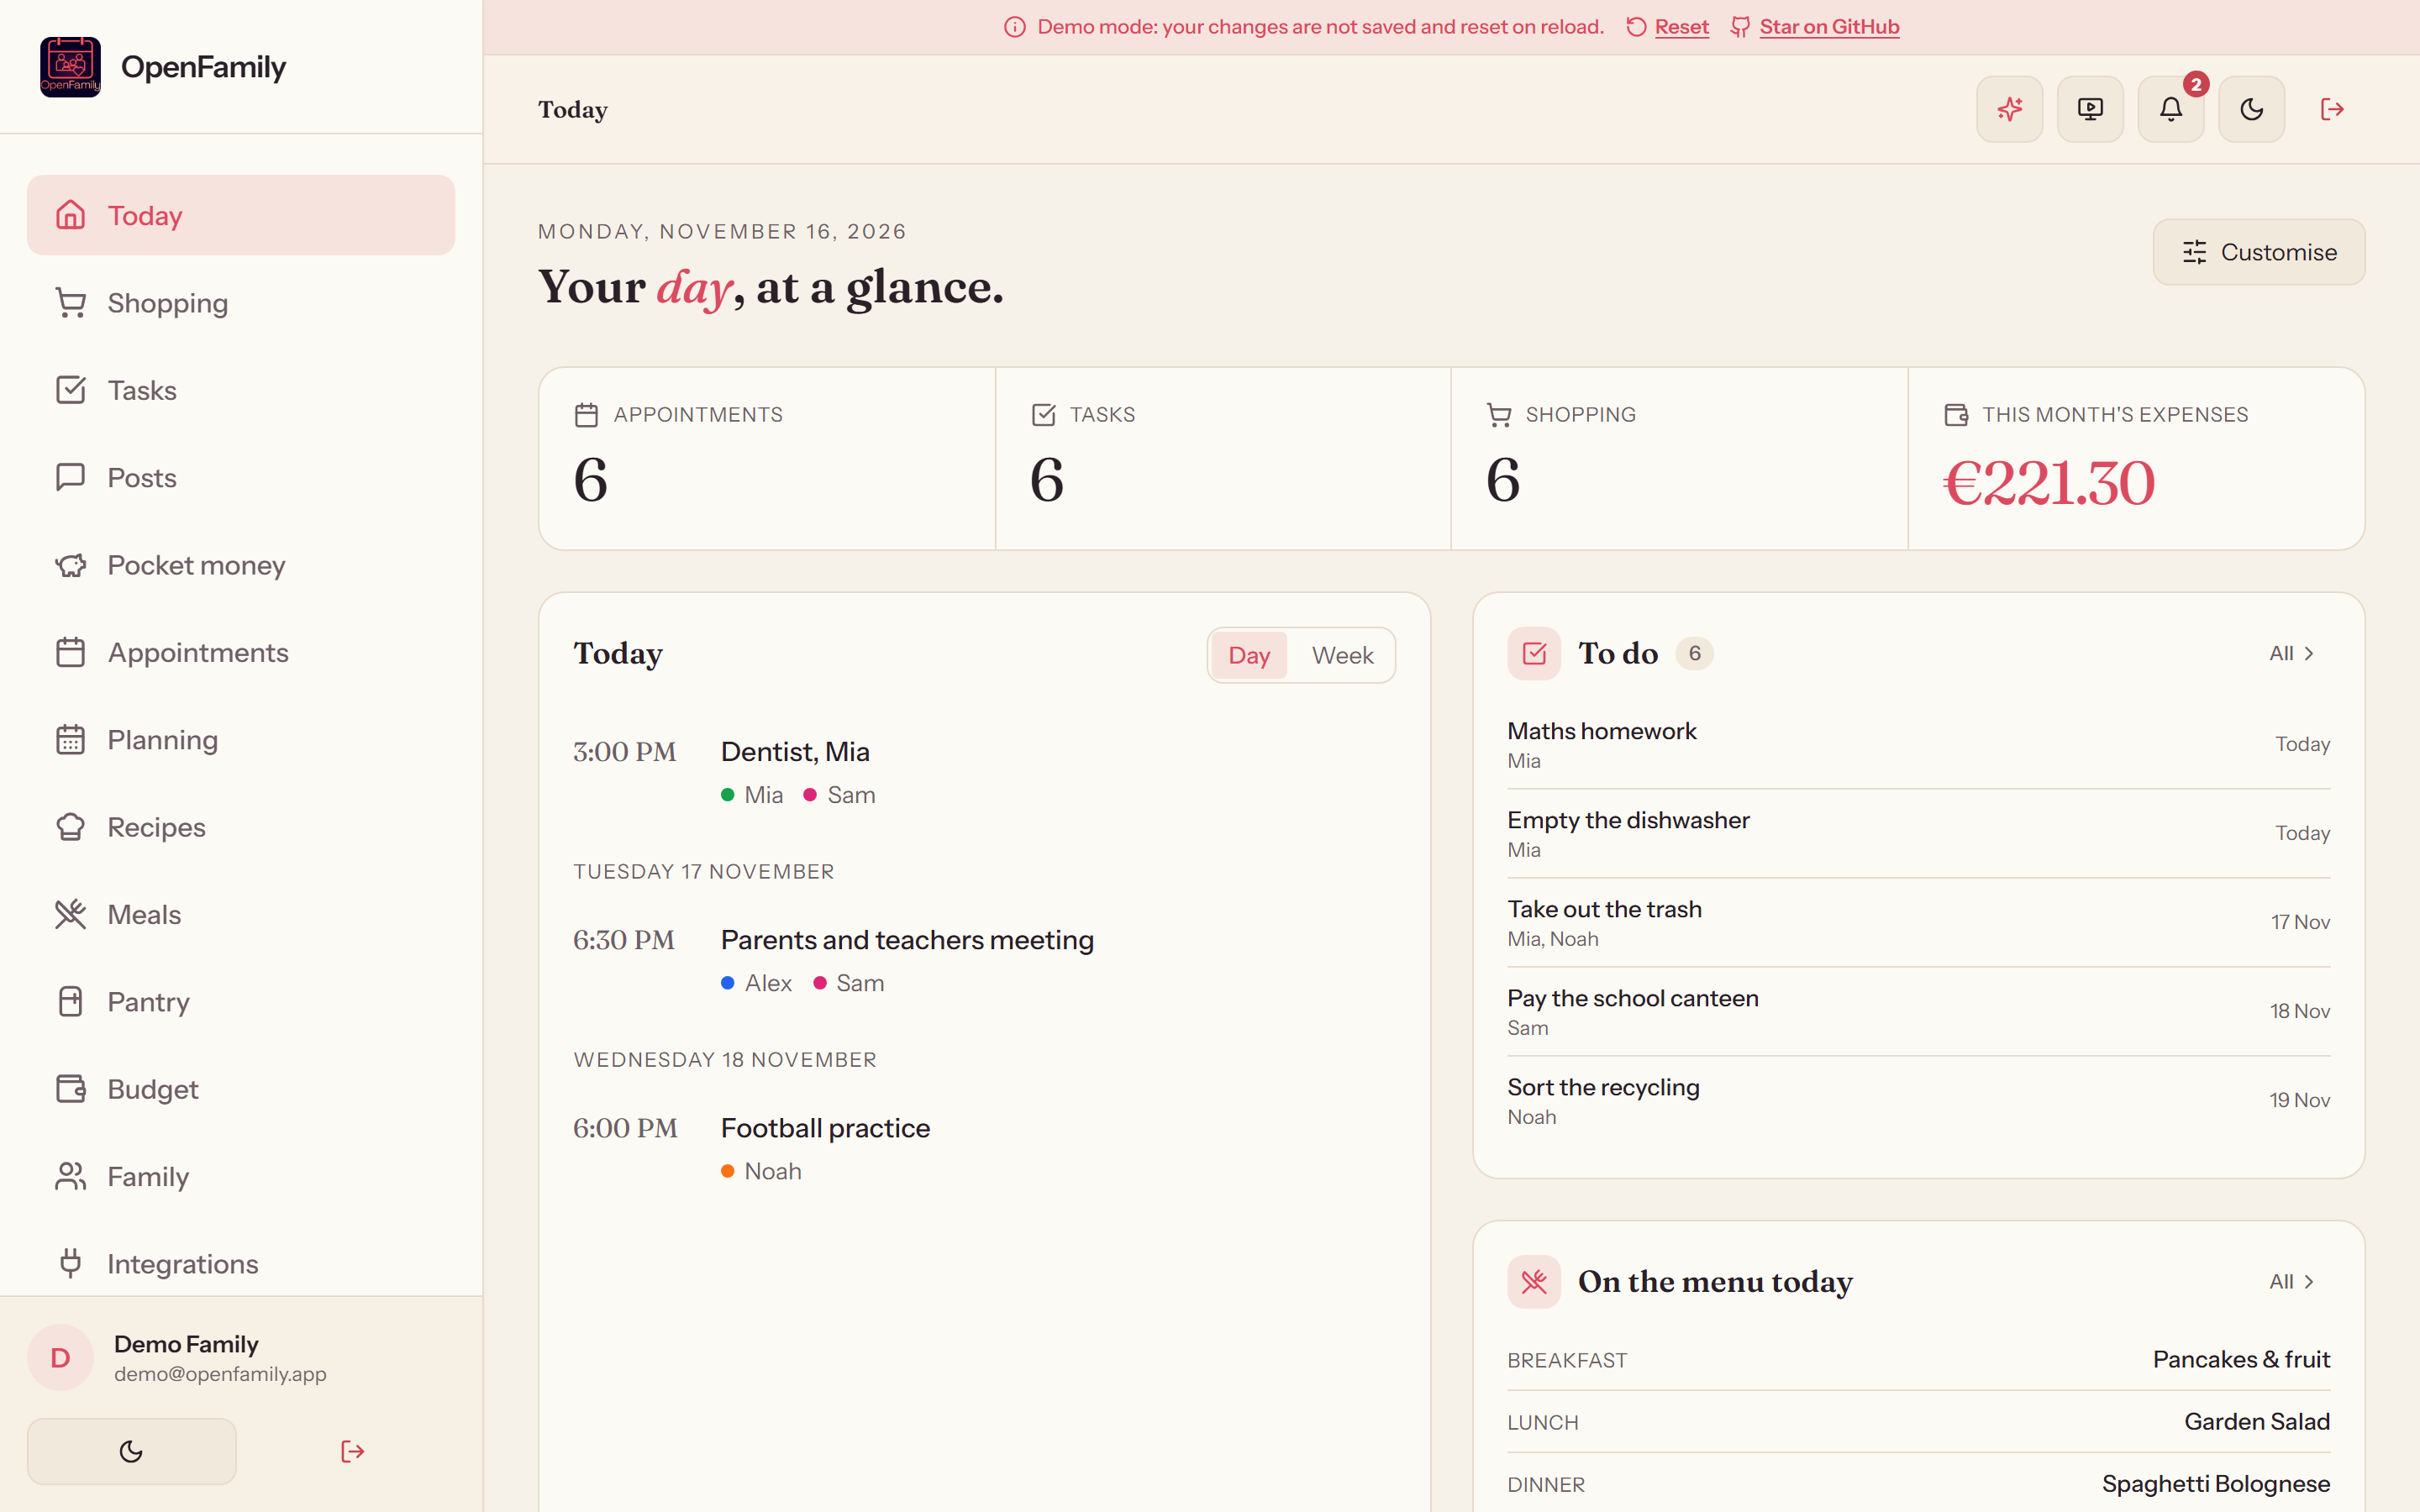 OpenFamily
OpenFamily
Today
Shopping
Tasks
Posts
Pocket money
Appointments
Planning
Recipes
Meals
Pantry
Budget
Family
Integrations
D
Demo Family
demo@openfamily.app
Demo mode: your changes are not saved and reset on reload. Reset Star on GitHub
Today
2
MONDAY, NOVEMBER 16, 2026
Your day, at a glance.
Customise
APPOINTMENTS
6
TASKS
6
SHOPPING
6
THIS MONTH'S EXPENSES
€221.30
Today
Day Week
3:00 PM Dentist, Mia
Mia Sam
TUESDAY 17 NOVEMBER
6:30 PM Parents and teachers meeting
Alex Sam
WEDNESDAY 18 NOVEMBER
6:00 PM Football practice
Noah
To do 6 All
Maths homework
Mia
Today
Empty the dishwasher
Mia
Today
Take out the trash
Mia, Noah
17 Nov
Pay the school canteen
Sam
18 Nov
Sort the recycling
Noah
19 Nov
On the menu today All
BREAKFAST Pancakes & fruit
LUNCH Garden Salad
DINNER Spaghetti Bolognese